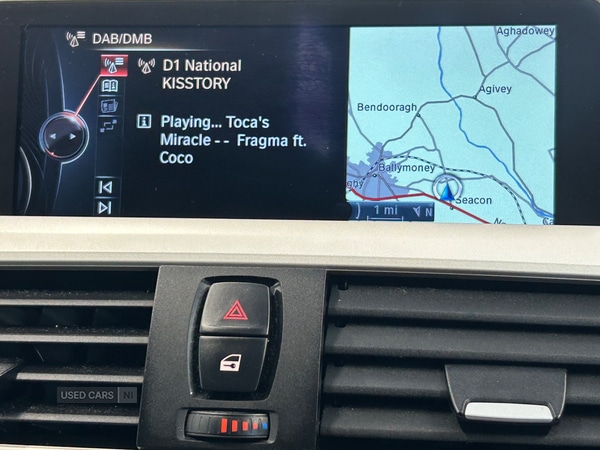 DAB/DMB
D1 National
KISSTORY
Playing... Toca's
Miracle -- Fragma ft.
Coco
Aghadowey
Agivey
Bendooragh
Ballymoney
Seacon
1 mi
N
USED CARS NI